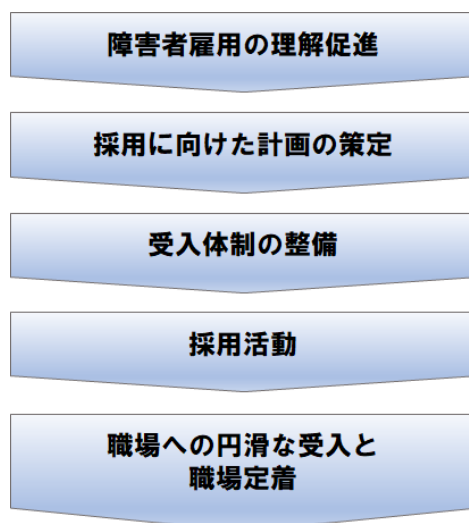 障害者雇用の理解促進
採用に向けた計画の策定
受入体制の整備
採用活動
職場への円滑な受入と
職場定着